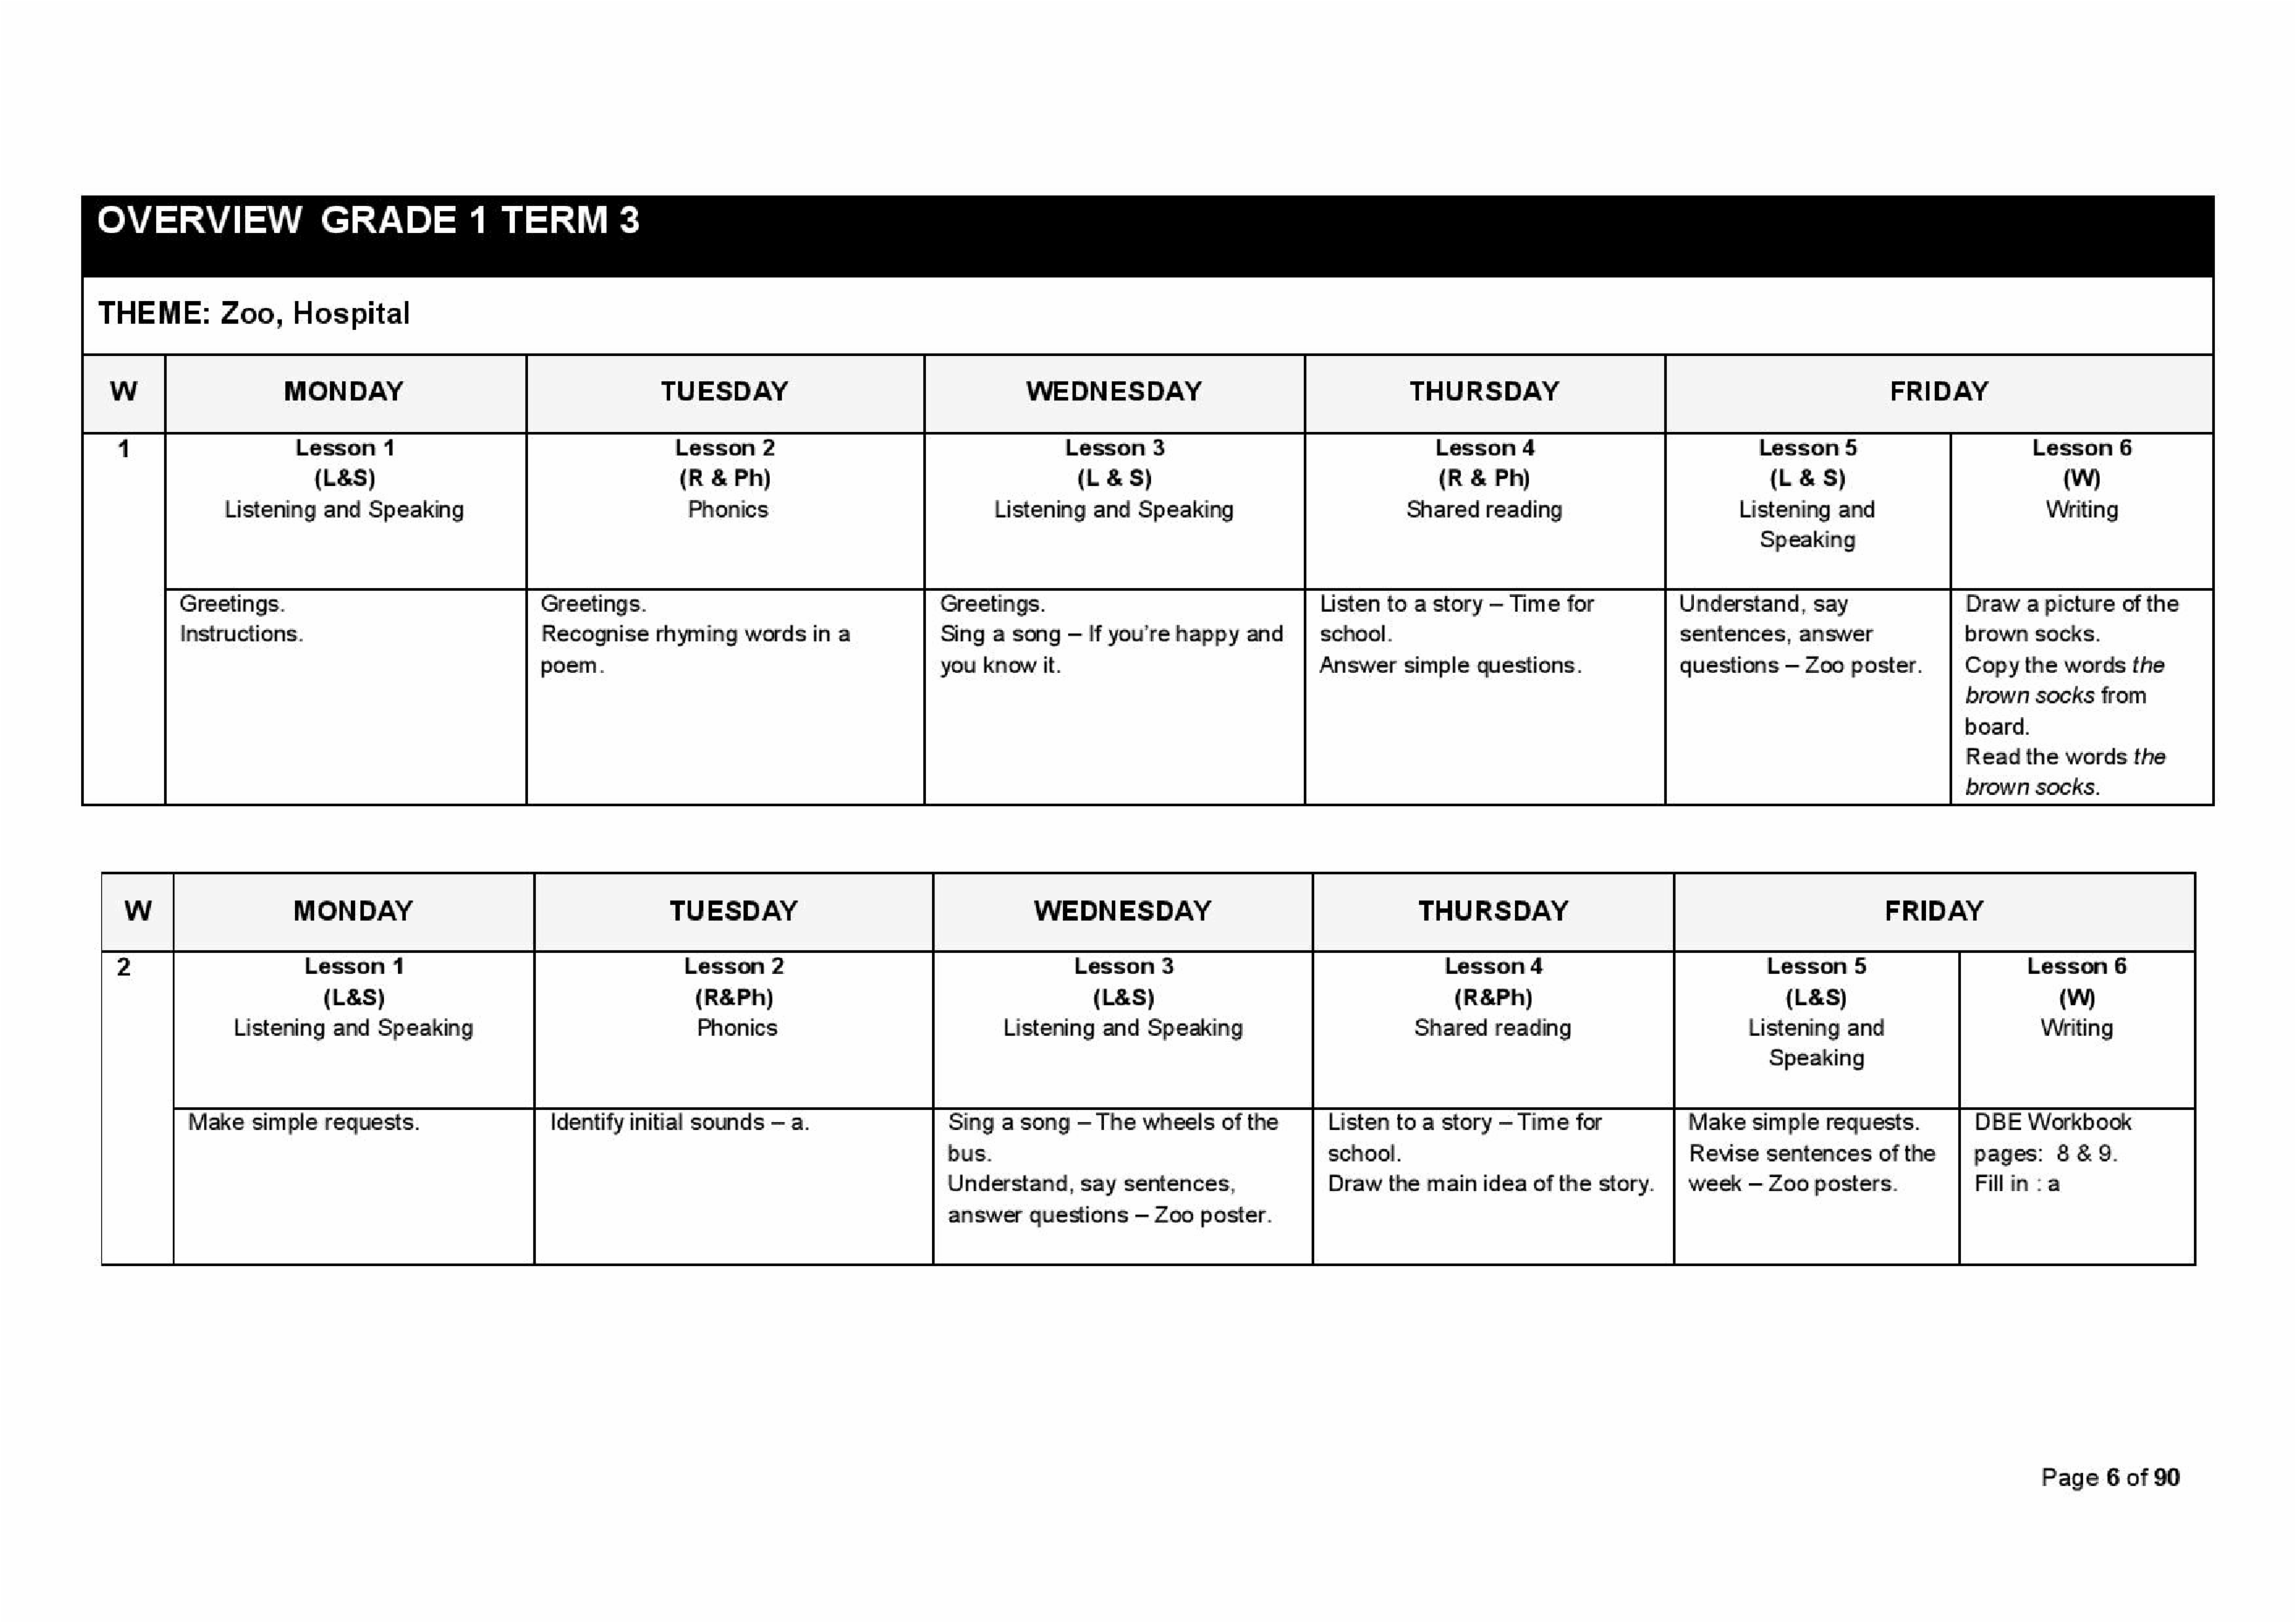 OVERVIEW GRADE 1 TERM 3
THEME: Zoo, Hospital
W MONDAY TUESDAY WEDNESDAY THURSDAY FRIDAY
1
Lesson 1
(L&S)
Listening and Speaking
Lesson 2
(R & Ph)
Phonics
Lesson 3
(L & S)
Listening and Speaking
Lesson 4
(R & Ph)
Shared reading
Lesson 5
(L & S)
Listening and
Speaking
Lesson 6
(W)
Writing
Greetings.
Instructions.
Greetings.
Recognise rhyming words in a
poem.
Greetings.
Sing a song – If you're happy and
you know it.
Listen to a story – Time for
school.
Answer simple questions.
Understand, say
sentences, answer
questions – Zoo poster.
Draw a picture of the
brown socks.
Copy the words the
brown socks from
board.
Read the words the
brown socks.
W MONDAY TUESDAY WEDNESDAY THURSDAY FRIDAY
2
Lesson 1
(L&S)
Listening and Speaking
Lesson 2
(R&Ph)
Phonics
Lesson 3
(L&S)
Listening and Speaking
Lesson 4
(R&Ph)
Shared reading
Lesson 5
(L&S)
Listening and
Speaking
Lesson 6
(W)
Writing
Make simple requests.
Identify initial sounds – a.
Sing a song – The wheels of the
bus.
Understand, say sentences,
answer questions – Zoo poster.
Listen to a story – Time for
school.
Draw the main idea of the story.
Make simple requests.
Revise sentences of the
week – Zoo posters.
DBE Workbook
pages: 8 & 9.
Fill in : a
Page 6 of 90